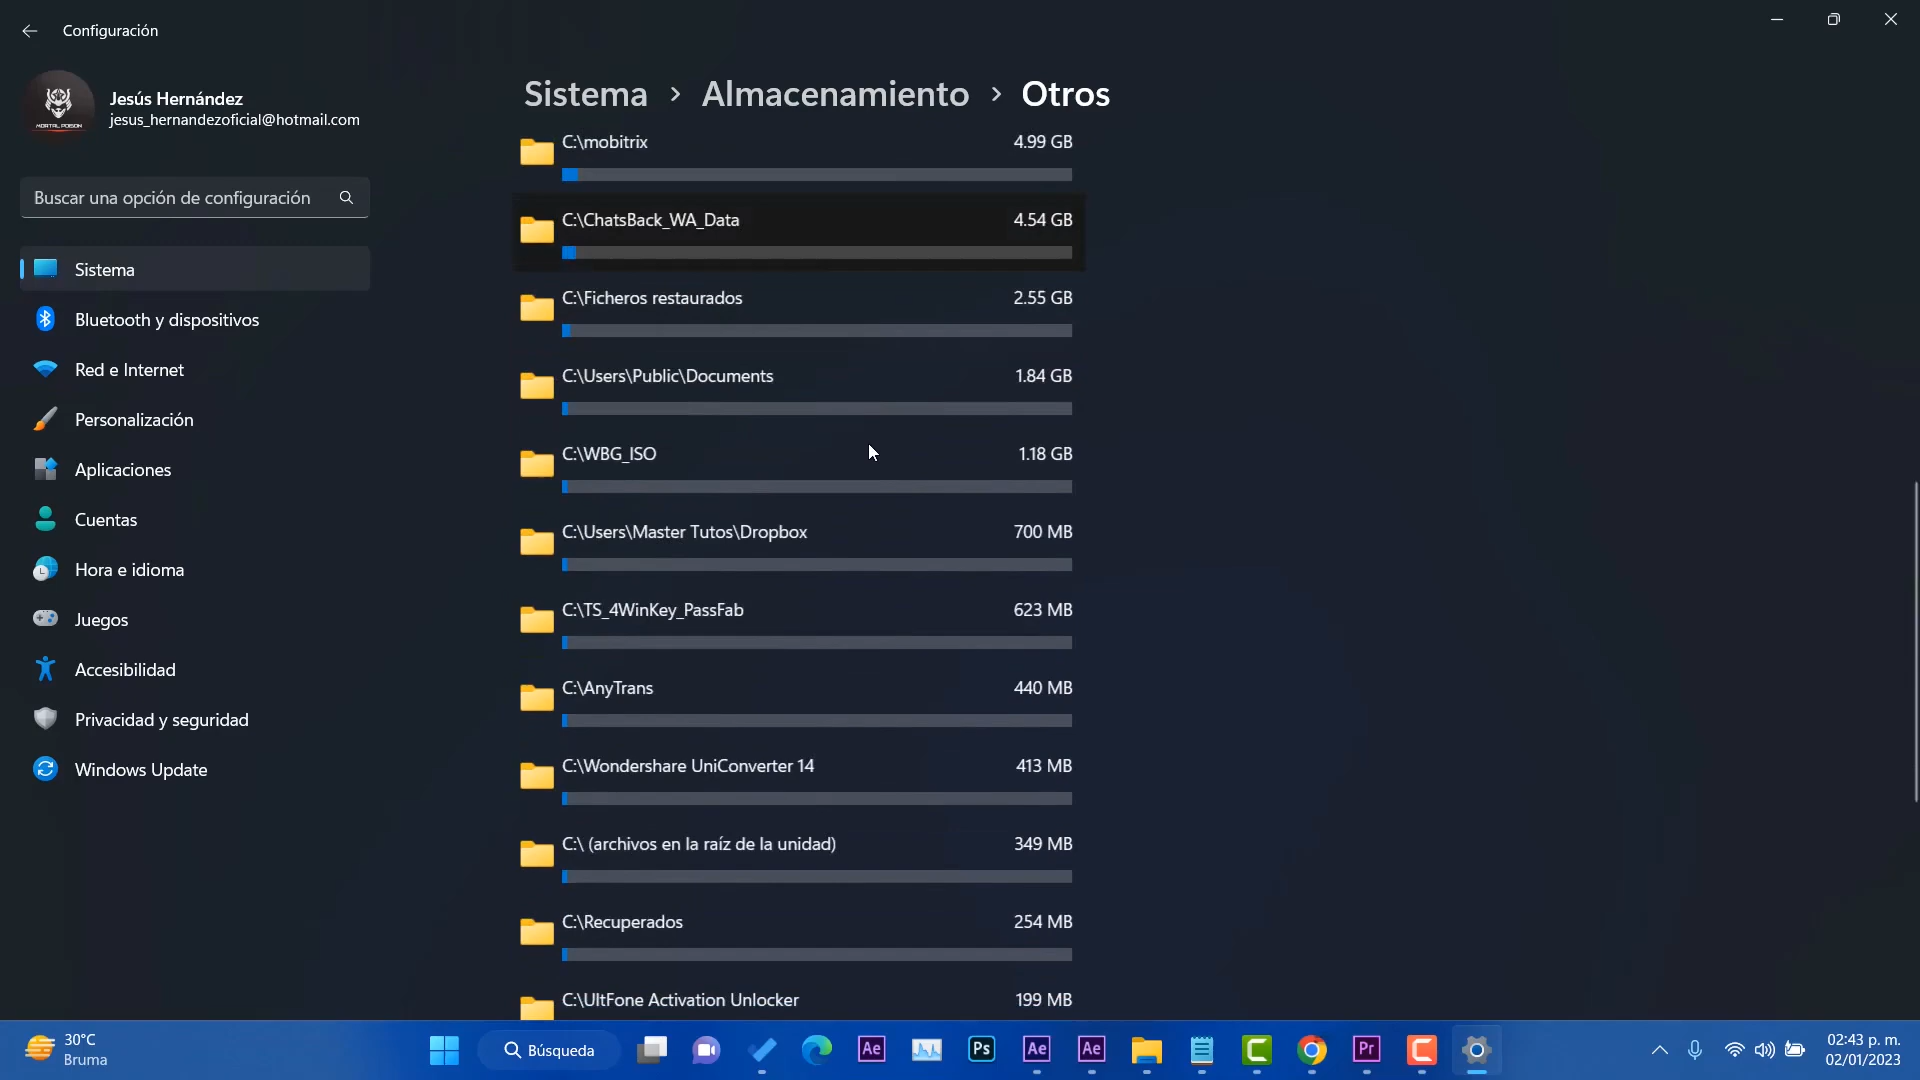 Configuración
Jesús Hernández
jesus_hernandezoficial@hotmail.com
Buscar una opción de configuración
Sistema
Bluetooth y dispositivos
Red e Internet
Personalización
Aplicaciones
Cuentas
Hora e idioma
Juegos
Accesibilidad
Privacidad y seguridad
Windows Update
Sistema > Almacenamiento > Otros
C:\mobitrix 4.99 GB
C:\ChatsBack_WA_Data 4.54 GB
C:\Ficheros restaurados 2.55 GB
C:\Users\Public\Documents 1.84 GB
C:\WBG_ISO 1.18 GB
C:\Users\Master Tutos\Dropbox 700 MB
C:\TS_4WinKey_PassFab 623 MB
C:\AnyTrans 440 MB
C:\Wondershare UniConverter 14 413 MB
C:\ (archivos en la raíz de la unidad) 349 MB
C:\Recuperados 254 MB
C:\UltFone Activation Unlocker 199 MB
30°C
Bruma
Búsqueda
Ae
Ps
Ae
Ae
Pr
02:43 p. m.
02/01/2023